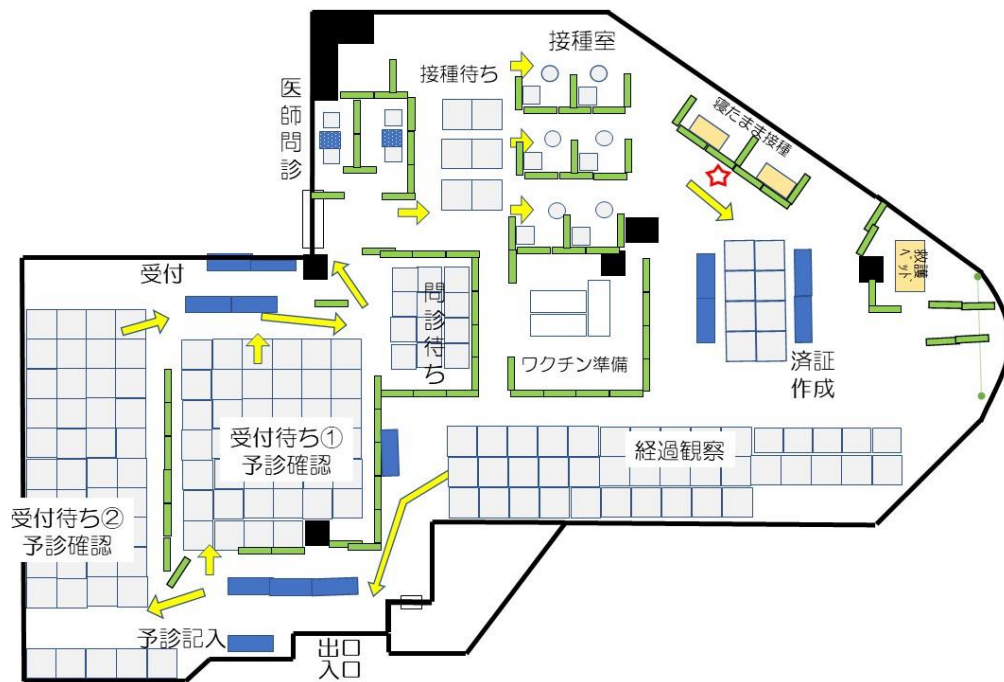 接種室
接種待ち
医師問診
寝たまま接種
受付
問診待ち
救護ベッド
ワクチン準備
済証
作成
受付待ち①
予診確認
経過観察
受付待ち②
予診確認
予診記入
出口
入口